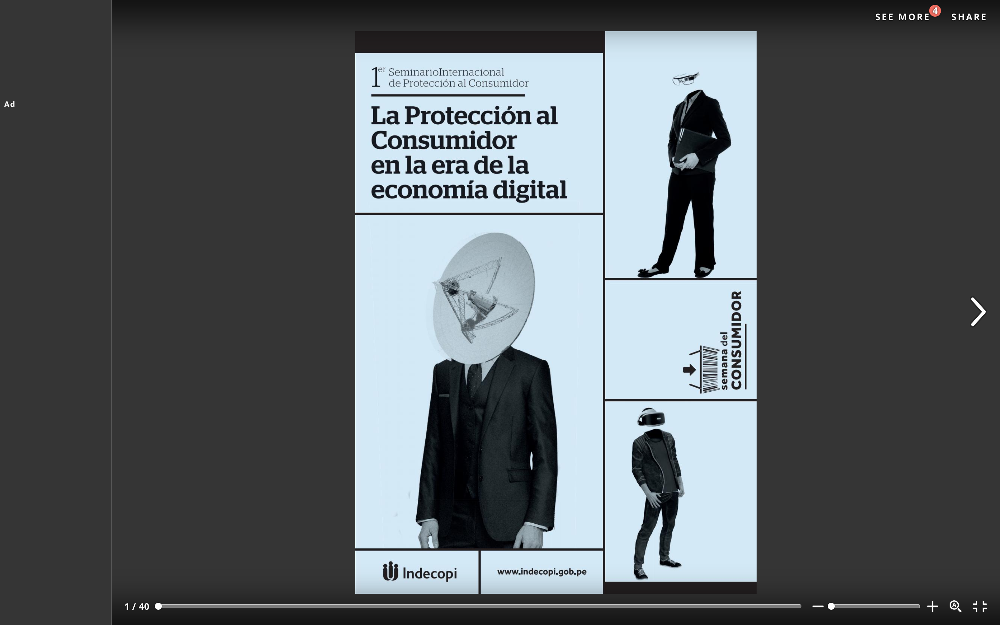 SEE MORE 4 SHARE
Ad
1er SeminarioInternacional
de Protección al Consumidor
La Protección al
Consumidor
en la era de la
economía digital
semana del
CONSUMIDOR
Indecopi
www.indecopi.gob.pe
1 / 40
A